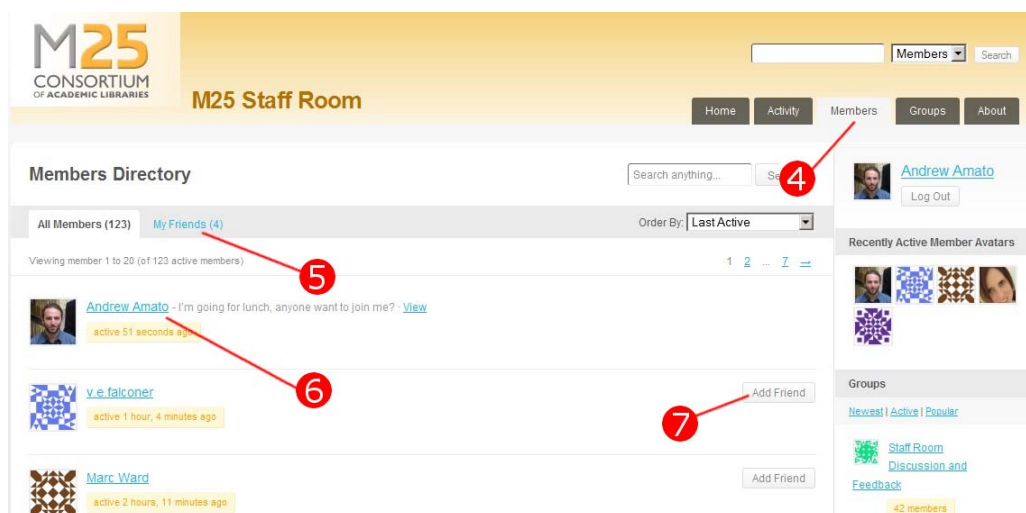 M25
CONSORTIUM
OF ACADEMIC LIBRARIES
M25 Staff Room
Members
Search
Home
Activity
Members
Groups
About
4
Members Directory
Search anything...
Andrew Amato
Log Out
All Members (123)
My Friends (4)
Order By: Last Active
5
Viewing member 1 to 20 (of 123 active members)
1 2 ... 7 →
Recently Active Member Avatars
Andrew Amato - I'm going for lunch, anyone want to join me? · View
active 51 seconds ago
6
v.e.falconer
active 1 hour, 4 minutes ago
Add Friend
7
Marc Ward
active 2 hours, 11 minutes ago
Add Friend
Groups
Newest | Active | Popular
Staff Room
Discussion and
Feedback
42 members